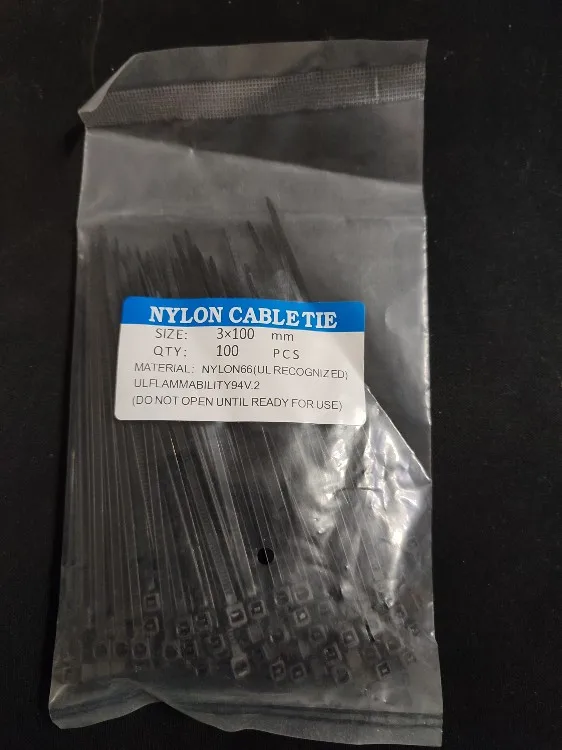 NYLON CABLE TIE
SIZE: 3×100 mm
QTY: 100 PCS
MATERIAL: NYLON66(UL RECOGNIZED)
ULFLAMMABILITY94V.2
(DO NOT OPEN UNTIL READY FOR USE)